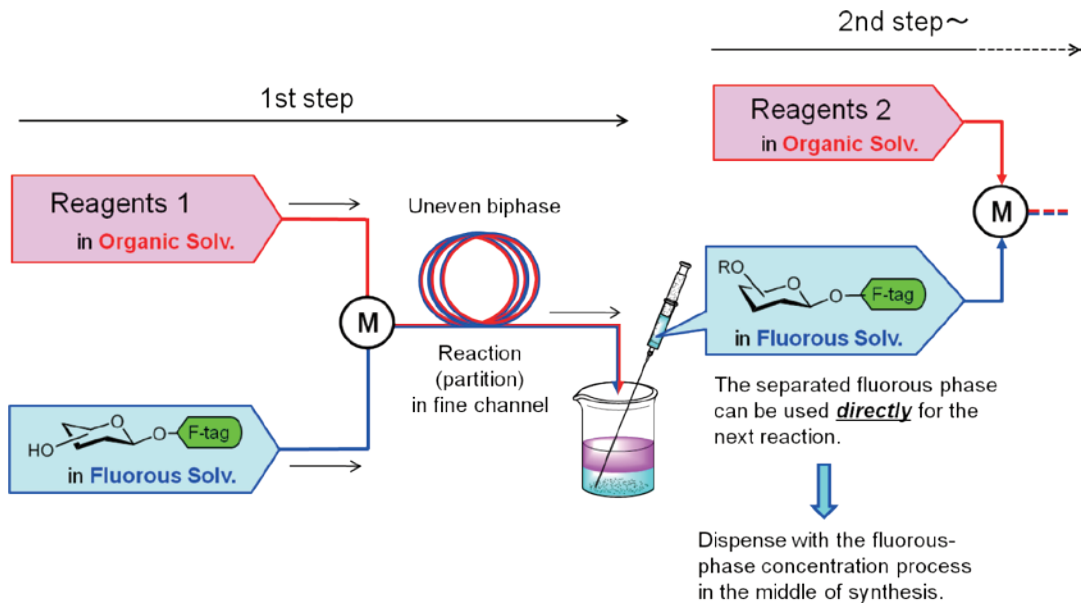 1st step
Reagents 1
in Organic Solv.
HO
O
O
F-tag
in Fluorous Solv.
M
Uneven biphase
Reaction
(partition)
in fine channel
2nd step～
Reagents 2
in Organic Solv.
M
RO
O
O
F-tag
in Fluorous Solv.
The separated fluorous phase
can be used directly for the
next reaction.
Dispense with the fluorous-
phase concentration process
in the middle of synthesis.